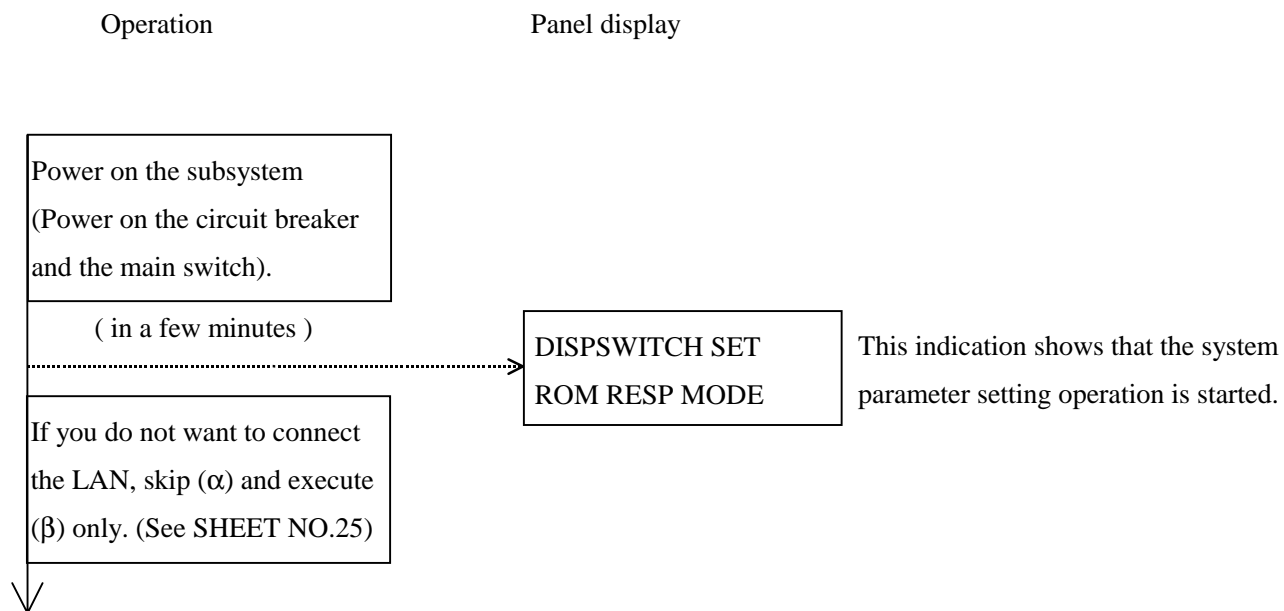 Operation
Panel display
Power on the subsystem
(Power on the circuit breaker
and the main switch).
( in a few minutes )
DISPSWITCH SET
ROM RESP MODE
This indication shows that the system
parameter setting operation is started.
If you do not want to connect
the LAN, skip (α) and execute
(β) only. (See SHEET NO.25)